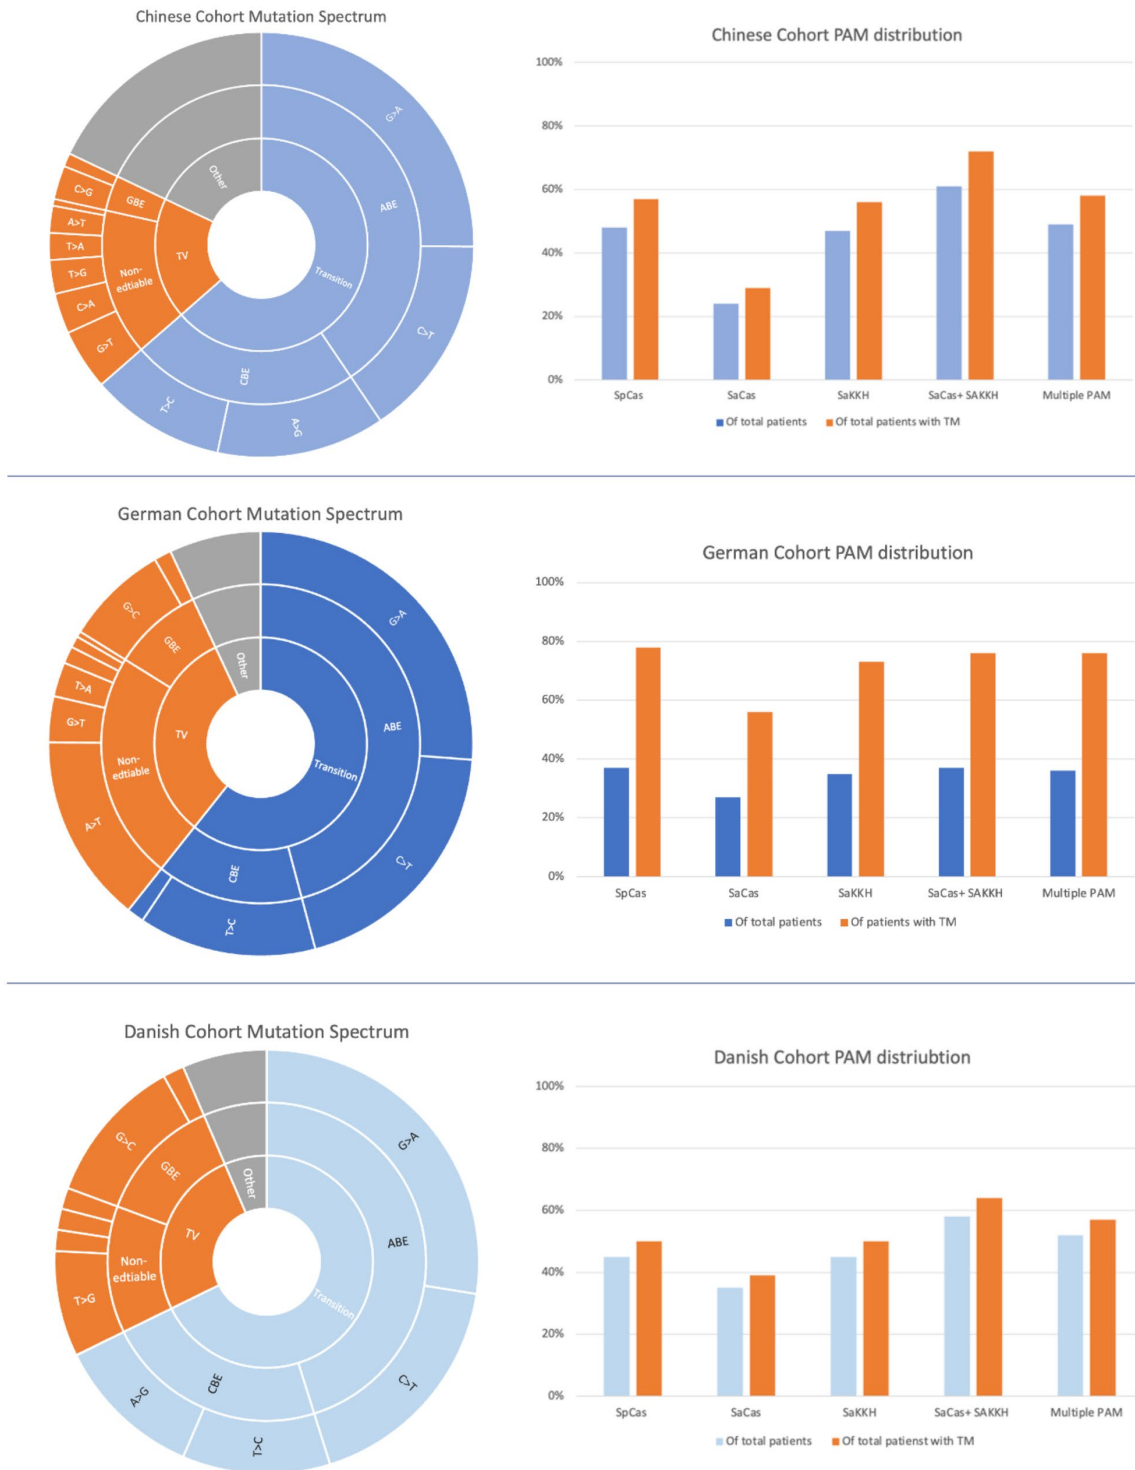 Chinese Cohort Mutation Spectrum
G>A
C>T
A>G
T>C
G>T
C>A
T>G
T>A
A>T
C>G
ABE
CBE
Non-
edtiable
GBE
Transition
TV
Other
Chinese Cohort PAM distribution
100%
80%
60%
40%
20%
0%
SpCas
SaCas
SaKKH
SaCas+ SAKKH
Multiple PAM
Of total patients
Of total patients with TM
German Cohort Mutation Spectrum
G>A
C>T
T>C
A>T
G>T
T>A
G>C
ABE
CBE
Non-
edtiable
GBE
Transition
TV
Other
German Cohort PAM distribution
100%
80%
60%
40%
20%
0%
SpCas
SaCas
SaKKH
SaCas+ SAKKH
Multiple PAM
Of total patients
Of patients with TM
Danish Cohort Mutation Spectrum
G>A
C>T
T>C
A>G
T>G
G>C
ABE
CBE
Non-
edtiable
GBE
Transition
TV
Other
Danish Cohort PAM distriubtion
100%
80%
60%
40%
20%
0%
SpCas
SaCas
SaKKH
SaCas+ SAKKH
Multiple PAM
Of total patients
Of total patienst with TM